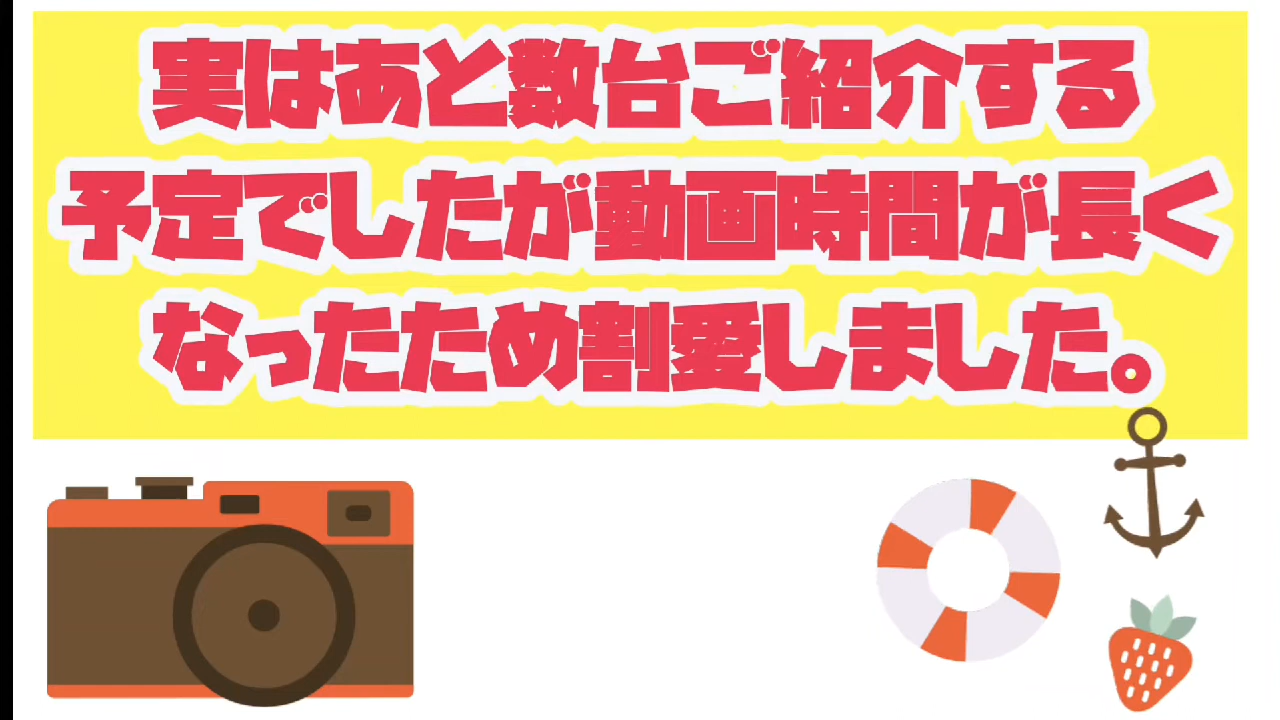 実はあと数台ご紹介する
予定でしたが動画時間が長く
なったため割愛しました。